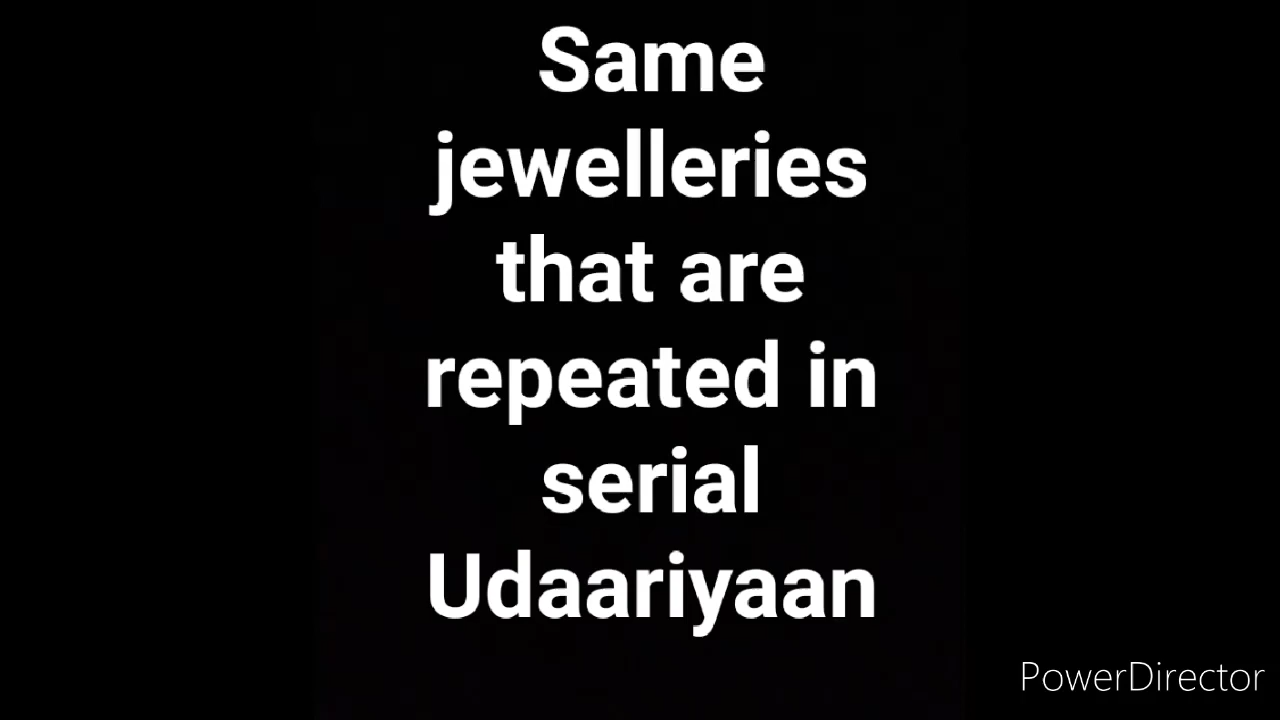 Same
jewelleries
that are
repeated in
serial
Udaariyaan
PowerDirector